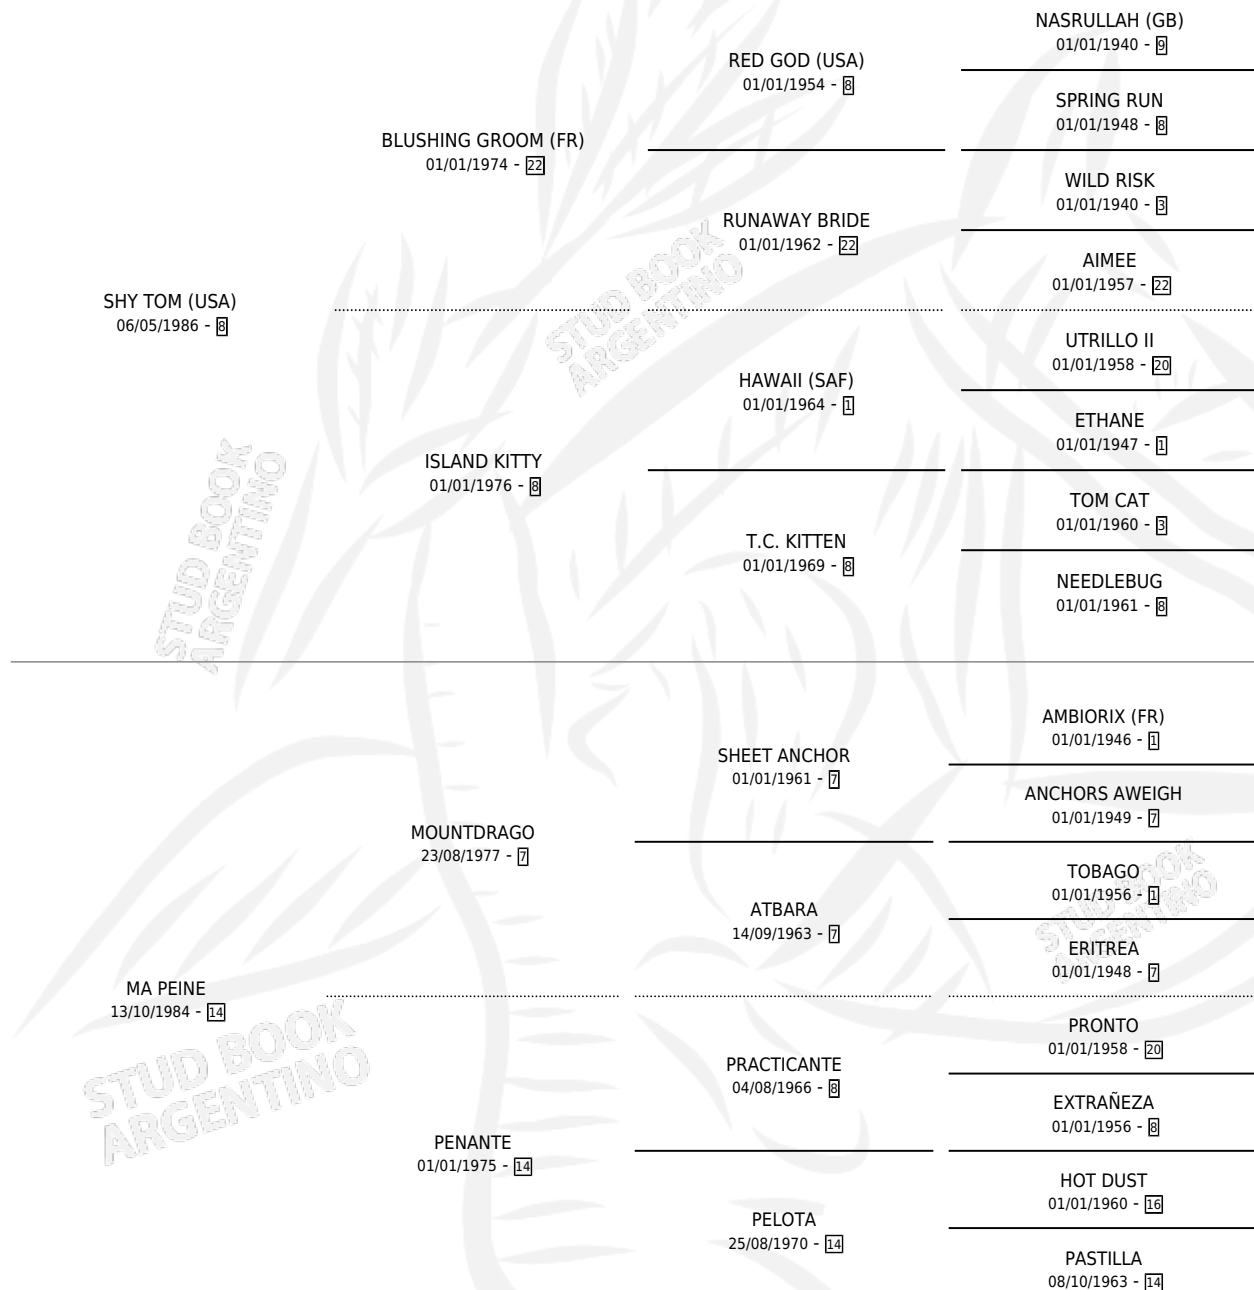 NASRULLAH (GB)
01/01/1940 - 9
RED GOD (USA)
01/01/1954 - 8
SPRING RUN
01/01/1948 - 8
BLUSHING GROOM (FR)
01/01/1974 - 22
WILD RISK
01/01/1940 - 3
RUNAWAY BRIDE
01/01/1962 - 22
AIMEE
01/01/1957 - 22
SHY TOM (USA)
06/05/1986 - 8
UTRILLO II
01/01/1958 - 20
HAWAII (SAF)
01/01/1964 - 1
ETHANE
01/01/1947 - 1
ISLAND KITTY
01/01/1976 - 8
TOM CAT
01/01/1960 - 3
T.C. KITTEN
01/01/1969 - 8
NEEDLEBUG
01/01/1961 - 8
AMBIORIX (FR)
01/01/1946 - 1
SHEET ANCHOR
01/01/1961 - 7
ANCHORS AWEIGH
01/01/1949 - 7
MOUNTDRAGO
23/08/1977 - 7
TOBAGO
01/01/1956 - 1
ATBARA
14/09/1963 - 7
ERITREA
01/01/1948 - 7
MA PEINE
13/10/1984 - 14
PRONTO
01/01/1958 - 20
PRACTICANTE
04/08/1966 - 8
EXTRAÑEZA
01/01/1956 - 8
PENANTE
01/01/1975 - 14
HOT DUST
01/01/1960 - 16
PELOTA
25/08/1970 - 14
PASTILLA
08/10/1963 - 14
STUD BOOK
ARGENTINO
STUD BOOK
ARGENTINO
STUD BOOK
ARGENTINO
STUD BOOK
ARGENTINO